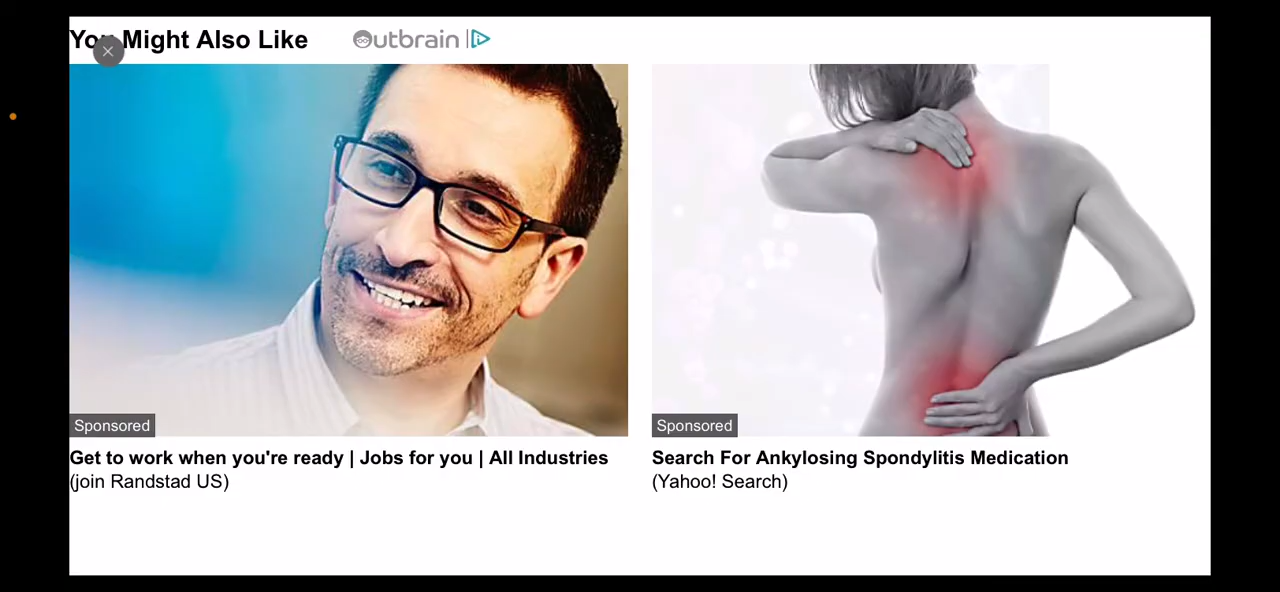 You Might Also Like
Outbrain
Sponsored
Get to work when you're ready | Jobs for you | All Industries
(join Randstad US)
Sponsored
Search For Ankylosing Spondylitis Medication
(Yahoo! Search)